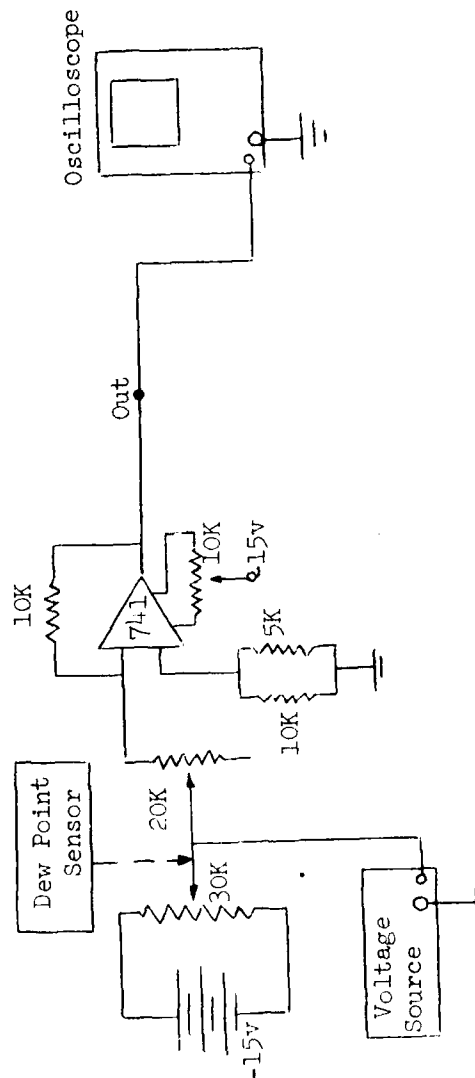 Oscilloscope
Out
10K
741
10K
-15v
5K
10K
Dew Point
Sensor
20K
30K
-15v
Voltage
Source